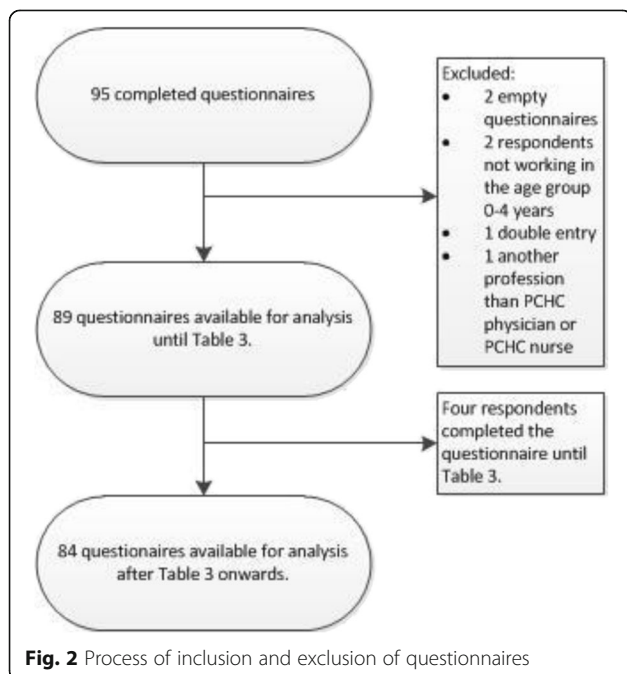 95 completed questionnaires
Excluded:
• 2 empty
questionnaires
• 2 respondents
not working in
the age group
0-4 years
• 1 double entry
• 1 another
profession
than PCHC
physician or
PCHC nurse
89 questionnaires available for analysis
until Table 3.
Four respondents
completed the
questionnaire until
Table 3.
84 questionaires available for analysis
after Table 3 onwards.
Fig. 2 Process of inclusion and exclusion of questionnaires